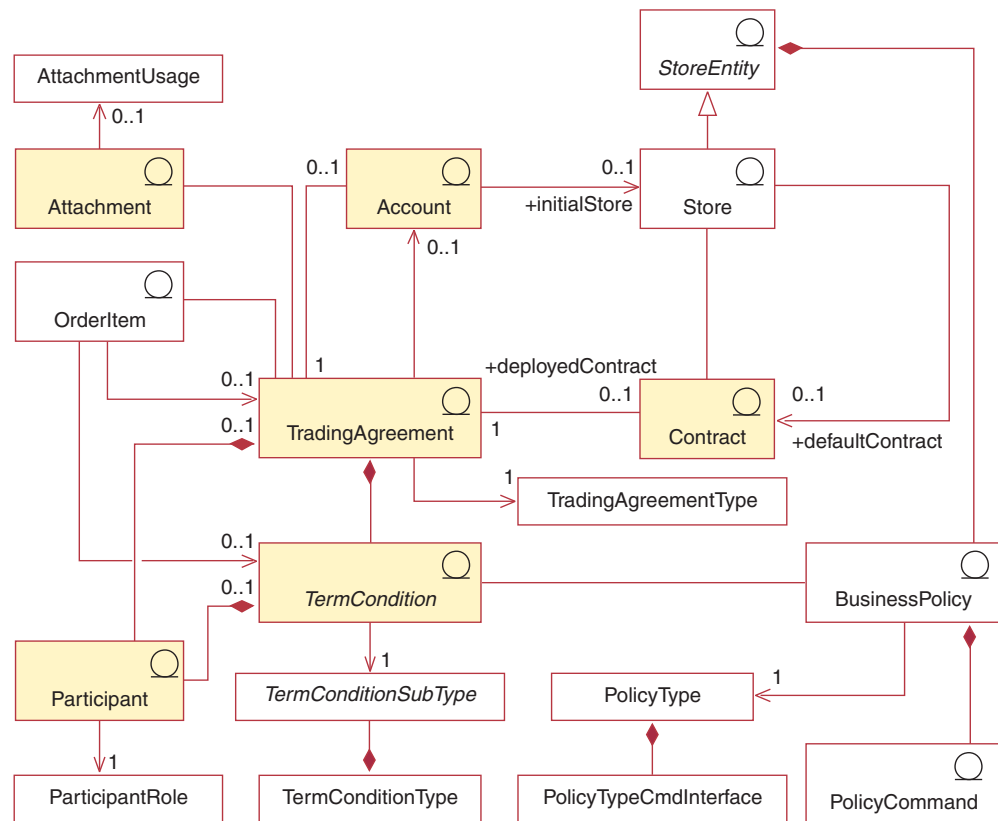 StoreEntity
AttachmentUsage
0..1
Attachment
0..1
Account
0..1
+initialStore
Store
0..1
OrderItem
+deployedContract
1
0..1
0..1
0..1
TradingAgreement
0..1
1
Contract
+defaultContract
1
TradingAgreementType
0..1
TermCondition
0..1
BusinessPolicy
1
1
Participant
TermConditionSubType
PolicyType
1
ParticipantRole
TermConditionType
PolicyTypeCmdInterface
PolicyCommand